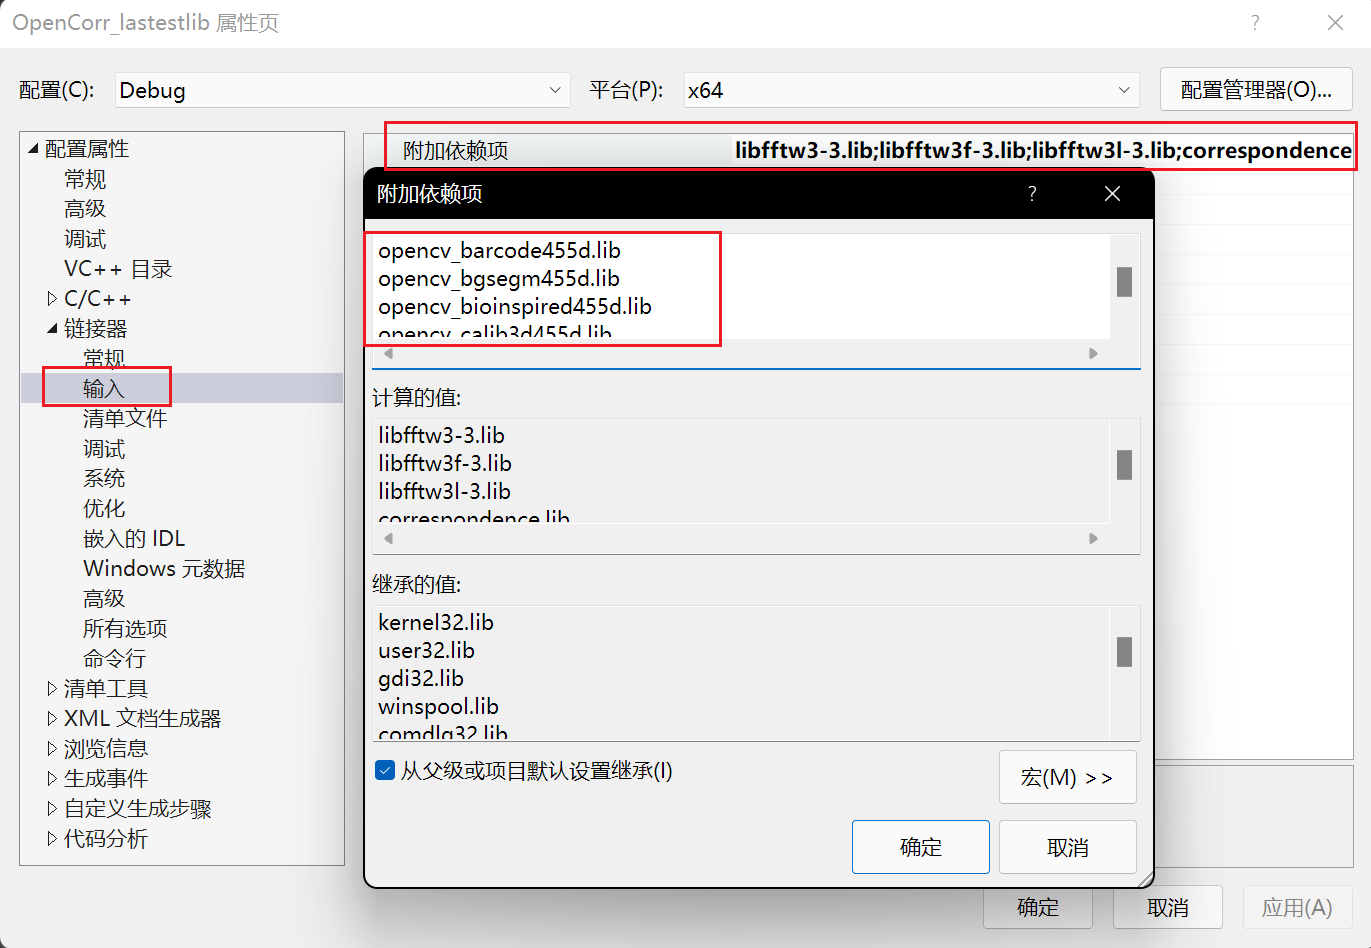 OpenCorr_lastestlib 属性页
?
配置(C):
Debug
平台(P):
x64
配置管理器(O)...
配置属性
常规
高级
调试
VC++ 目录
C/C++
链接器
常规
输入
清单文件
调试
系统
优化
嵌入的 IDL
Windows 元数据
高级
所有选项
命令行
清单工具
XML 文档生成器
浏览信息
生成事件
自定义生成步骤
代码分析
附加依赖项
libfftw3-3.lib;libfftw3f-3.lib;libfftw3l-3.lib;correspondence
附加依赖项
?
opencv_barcode455d.lib
opencv_bgsegm455d.lib
opencv_bioinspired455d.lib
opencv_calib3d455d.lib
计算的值:
libfftw3-3.lib
libfftw3f-3.lib
libfftw3l-3.lib
correspondence.lib
继承的值:
kernel32.lib
user32.lib
gdi32.lib
winspool.lib
comdlg32.lib
从父级或项目默认设置继承(I)
宏(M) >>
确定
取消
确定
取消
应用(A)